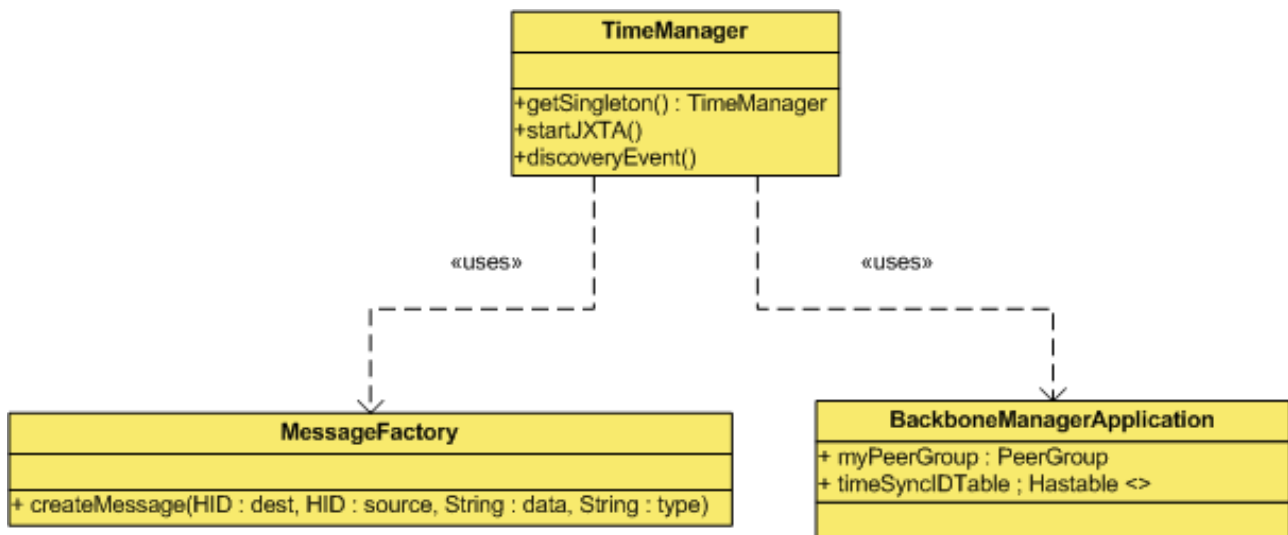 TimeManager
+getSingleton() : TimeManager
+startJXTA()
+discoveryEvent()
«uses»
«uses»
MessageFactory
+ createMessage(HID : dest, HID : source, String : data, String : type)
BackboneManagerApplication
+ myPeerGroup : PeerGroup
+ timeSyncIDTable ; Hastable <>